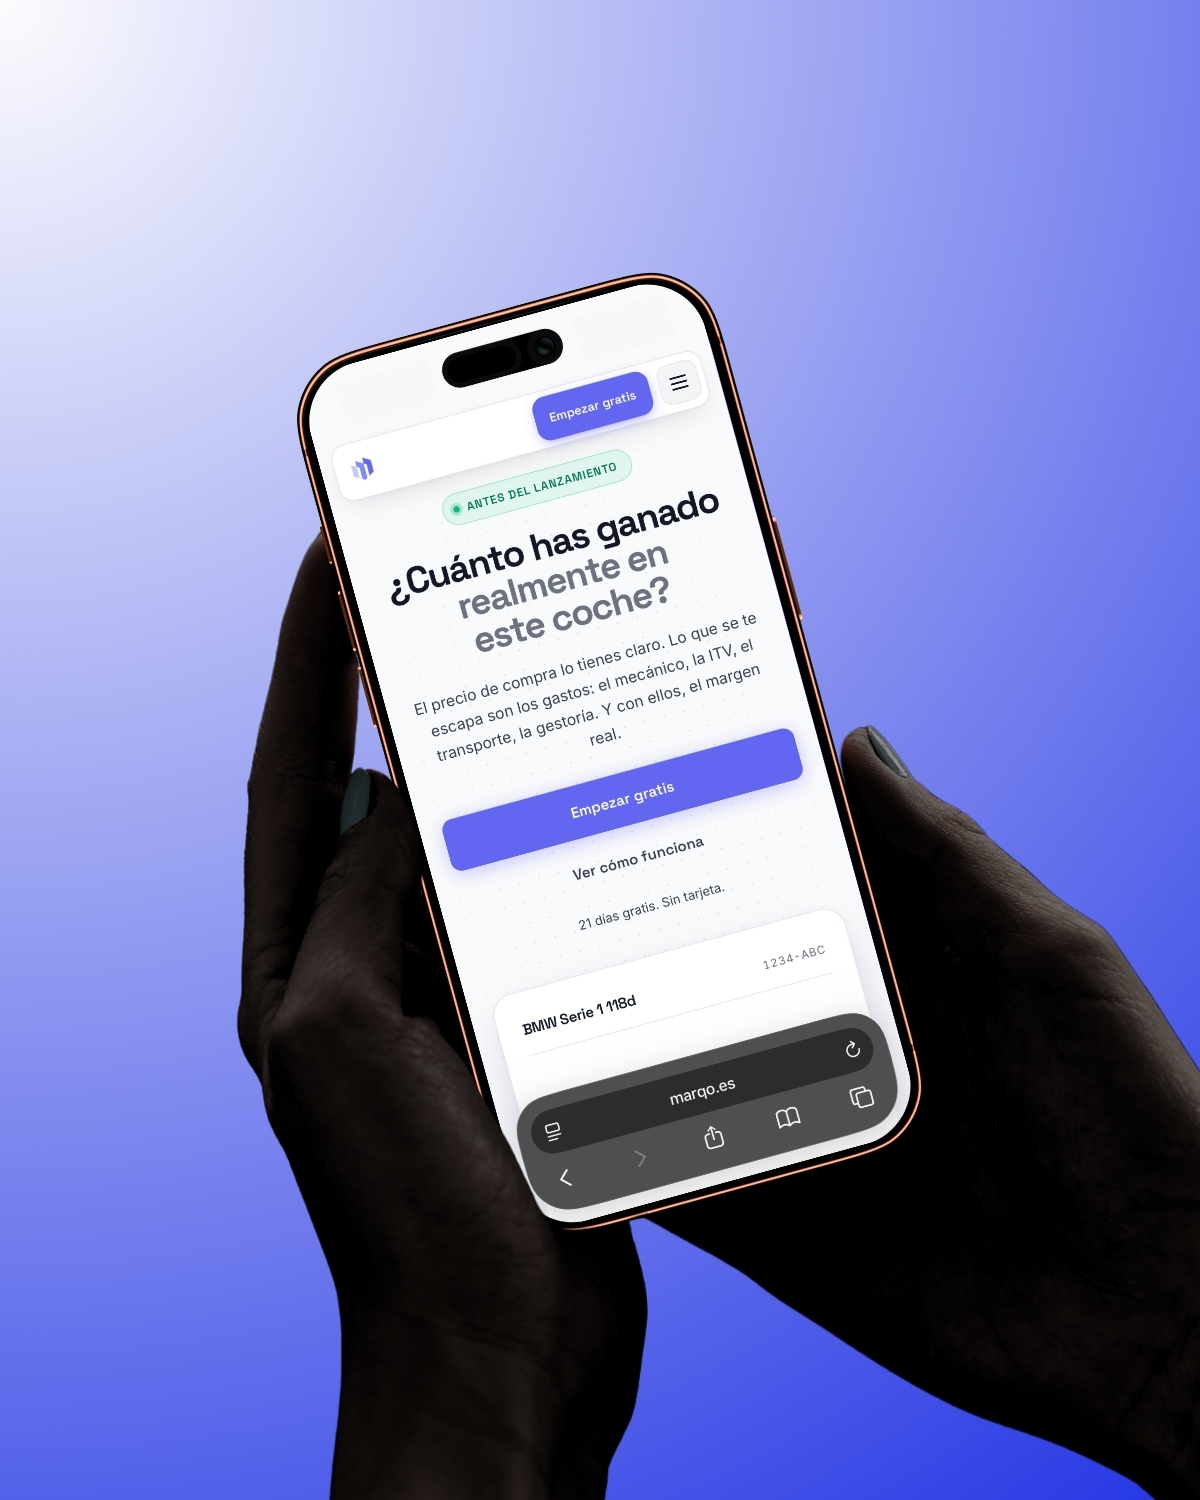 Empezar gratis
ANTES DEL LANZAMIENTO
¿Cuánto has ganado
realmente en
este coche?
El precio de compra lo tienes claro. Lo que se te
escapa son los gastos: el mecánico, la ITV, el
transporte, la gestoría. Y con ellos, el margen
real.
Empezar gratis
Ver cómo funciona
21 días gratis. Sin tarjeta.
BMW Serie 1 118d
1234-ABC
marqo.es